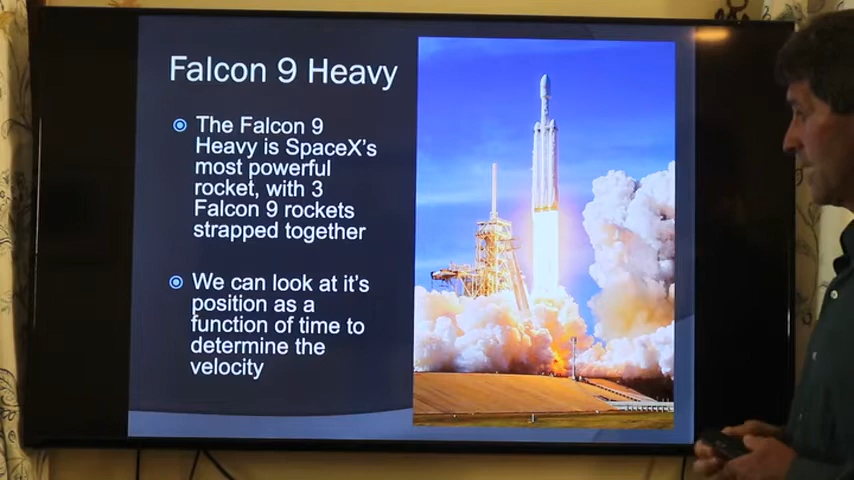 Falcon 9 Heavy
The Falcon 9
Heavy is SpaceX's
most powerful
rocket, with 3
Falcon 9 rockets
strapped together
We can look at it's
position as a
function of time to
determine the
velocity